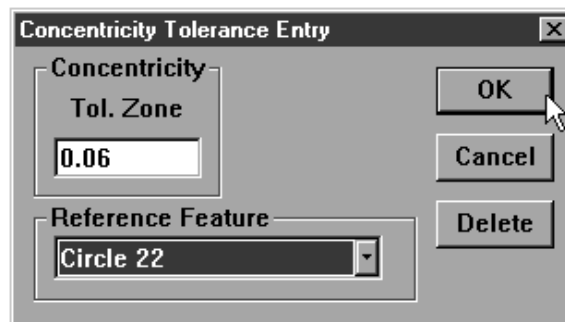 Concentricity Tolerance Entry
Concentricity
Tol. Zone
0.06
OK
Cancel
Delete
Reference Feature
Circle 22